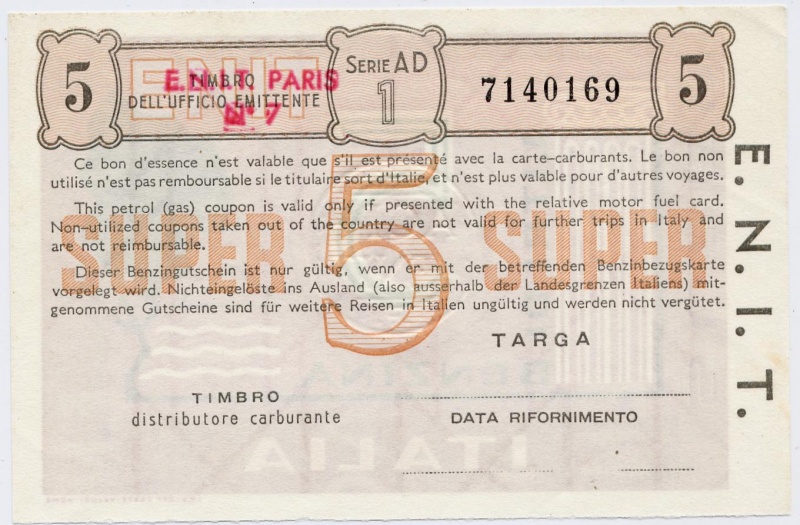 5
TIMBRO
DELL'UFFICIO EMITTENTE
E.N.I.T. PARIS
N° 7
ENIT
SERIE AD
1
7140169
5
Ce bon d'essence n'est valable que s'il est présenté avec la carte-carburants. Le bon non
utilisé n'est pas remboursable si le titulaire sort d'Italie, et n'est plus valable pour d'autres voyages.
This petrol (gas) coupon is valid only if presented with the relative motor fuel card.
Non-utilized coupons taken out of the country are not valid for further trips in Italy and
are not reimbursable.
Dieser Benzingutschein ist nur gültig, wenn er mit der betreffenden Benzinbezugskarte
vorgelegt wird. Nichteingelöste ins Ausland (also ausserhalb der Landesgrenzen Italiens) mit-
genommene Gutscheine sind für weitere Reisen in Italien ungültig und werden nicht vergütet.
SUPER 5 SUPER
TARGA
TIMBRO
distributore carburante
DATA RIFORNIMENTO
E. N. I. T.
BENZINA
ITALIA